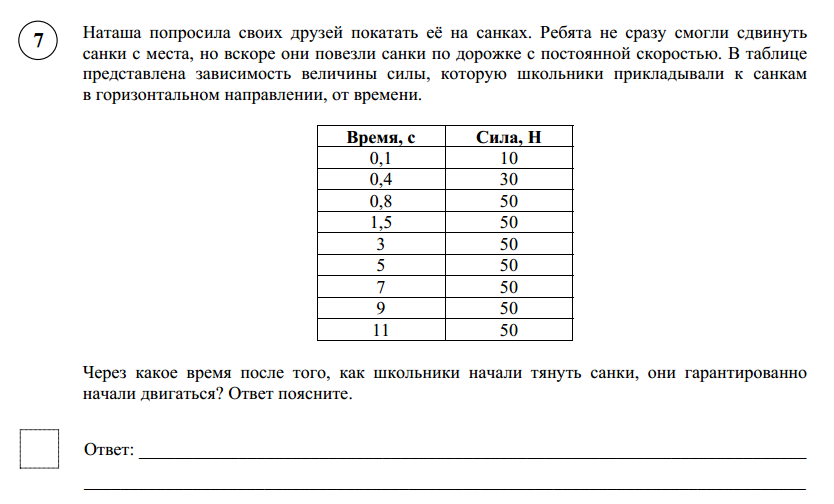 7
Наташа попросила своих друзей покатать её на санках. Ребята не сразу смогли сдвинуть
санки с места, но вскоре они повезли санки по дорожке с постоянной скоростью. В таблице
представлена зависимость величины силы, которую школьники прикладывали к санкам
в горизонтальном направлении, от времени.
Время, с Сила, Н
0,1 10
0,4 30
0,8 50
1,5 50
3 50
5 50
7 50
9 50
11 50
Через какое время после того, как школьники начали тянуть санки, они гарантированно
начали двигаться? Ответ поясните.
Ответ: